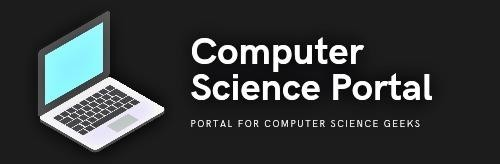 Computer
Science Portal
PORTAL FOR COMPUTER SCIENCE GEEKS